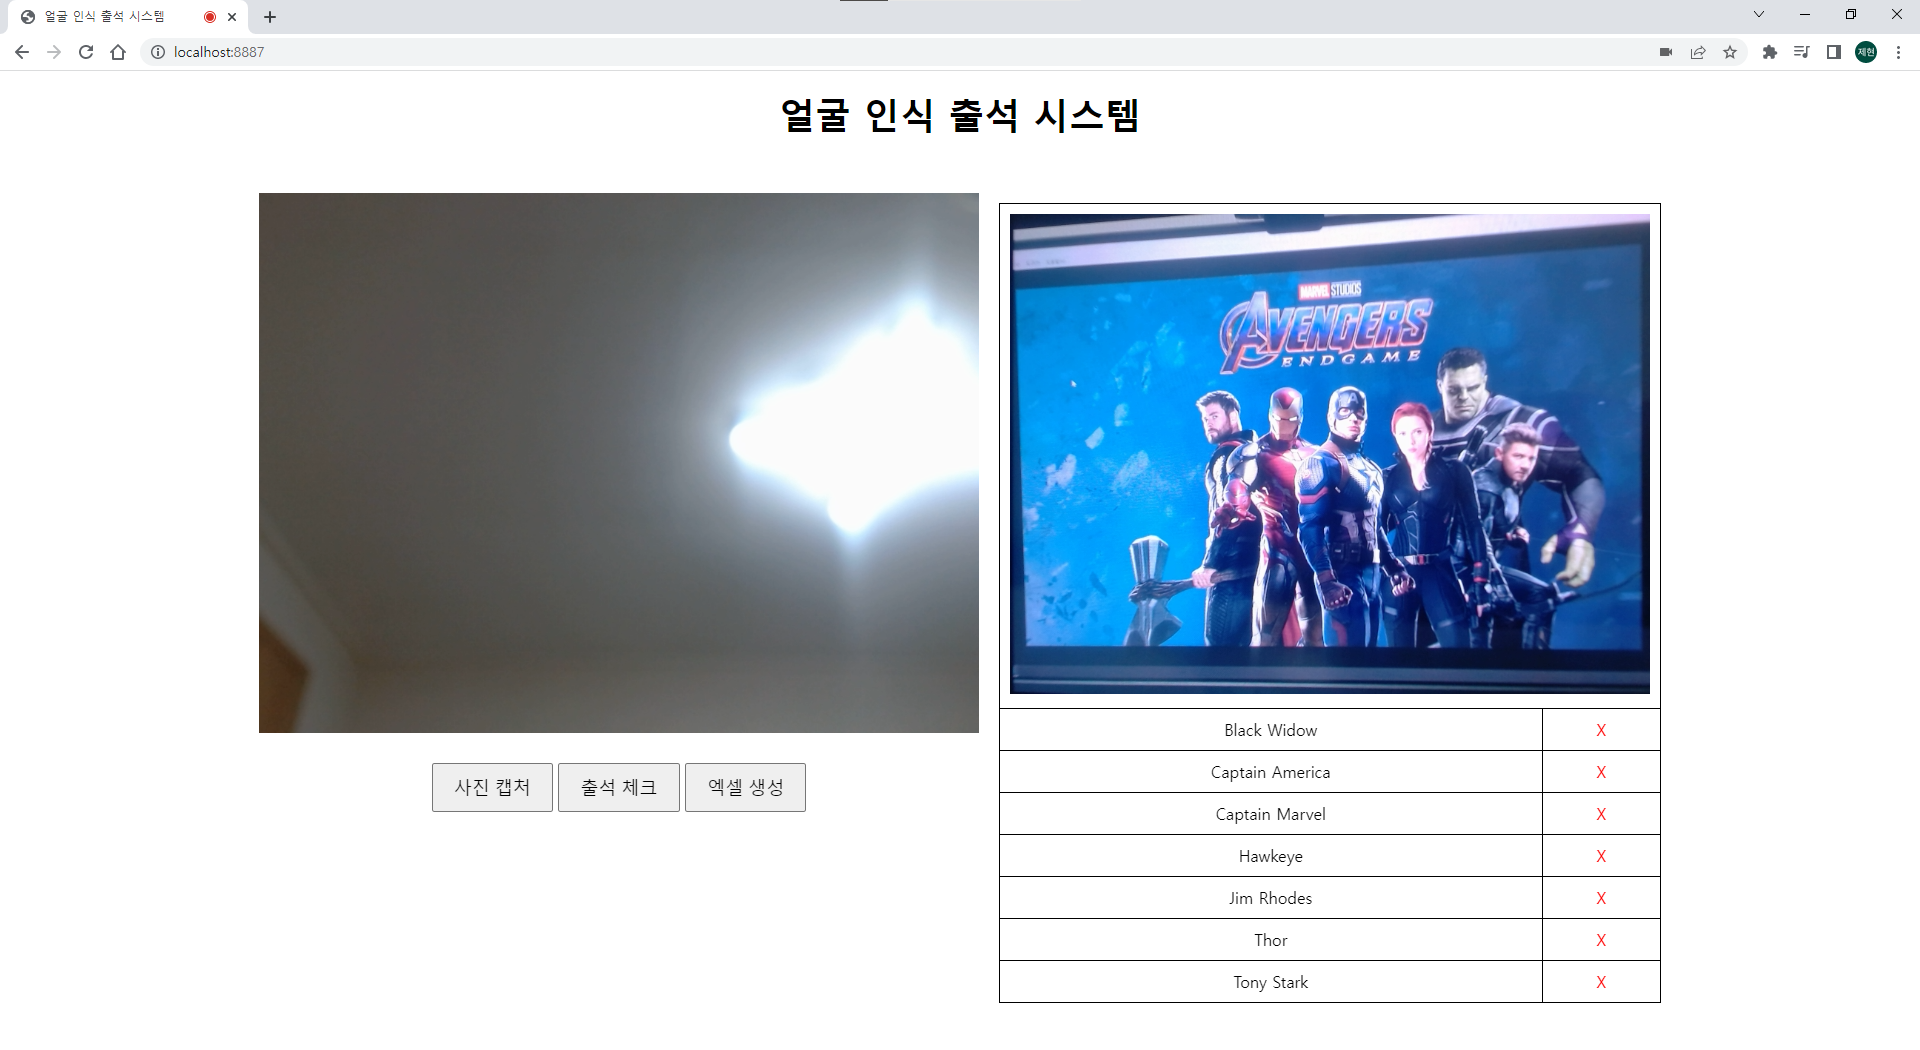 얼굴 인식 출석 시스템
localhost:8887
제현
얼굴 인식 출석 시스템
MARVEL STUDIOS
AVENGERS
ENDGAME
사진 캡처 출석 체크 엑셀 생성
Black Widow X
Captain America X
Captain Marvel X
Hawkeye X
Jim Rhodes X
Thor X
Tony Stark X